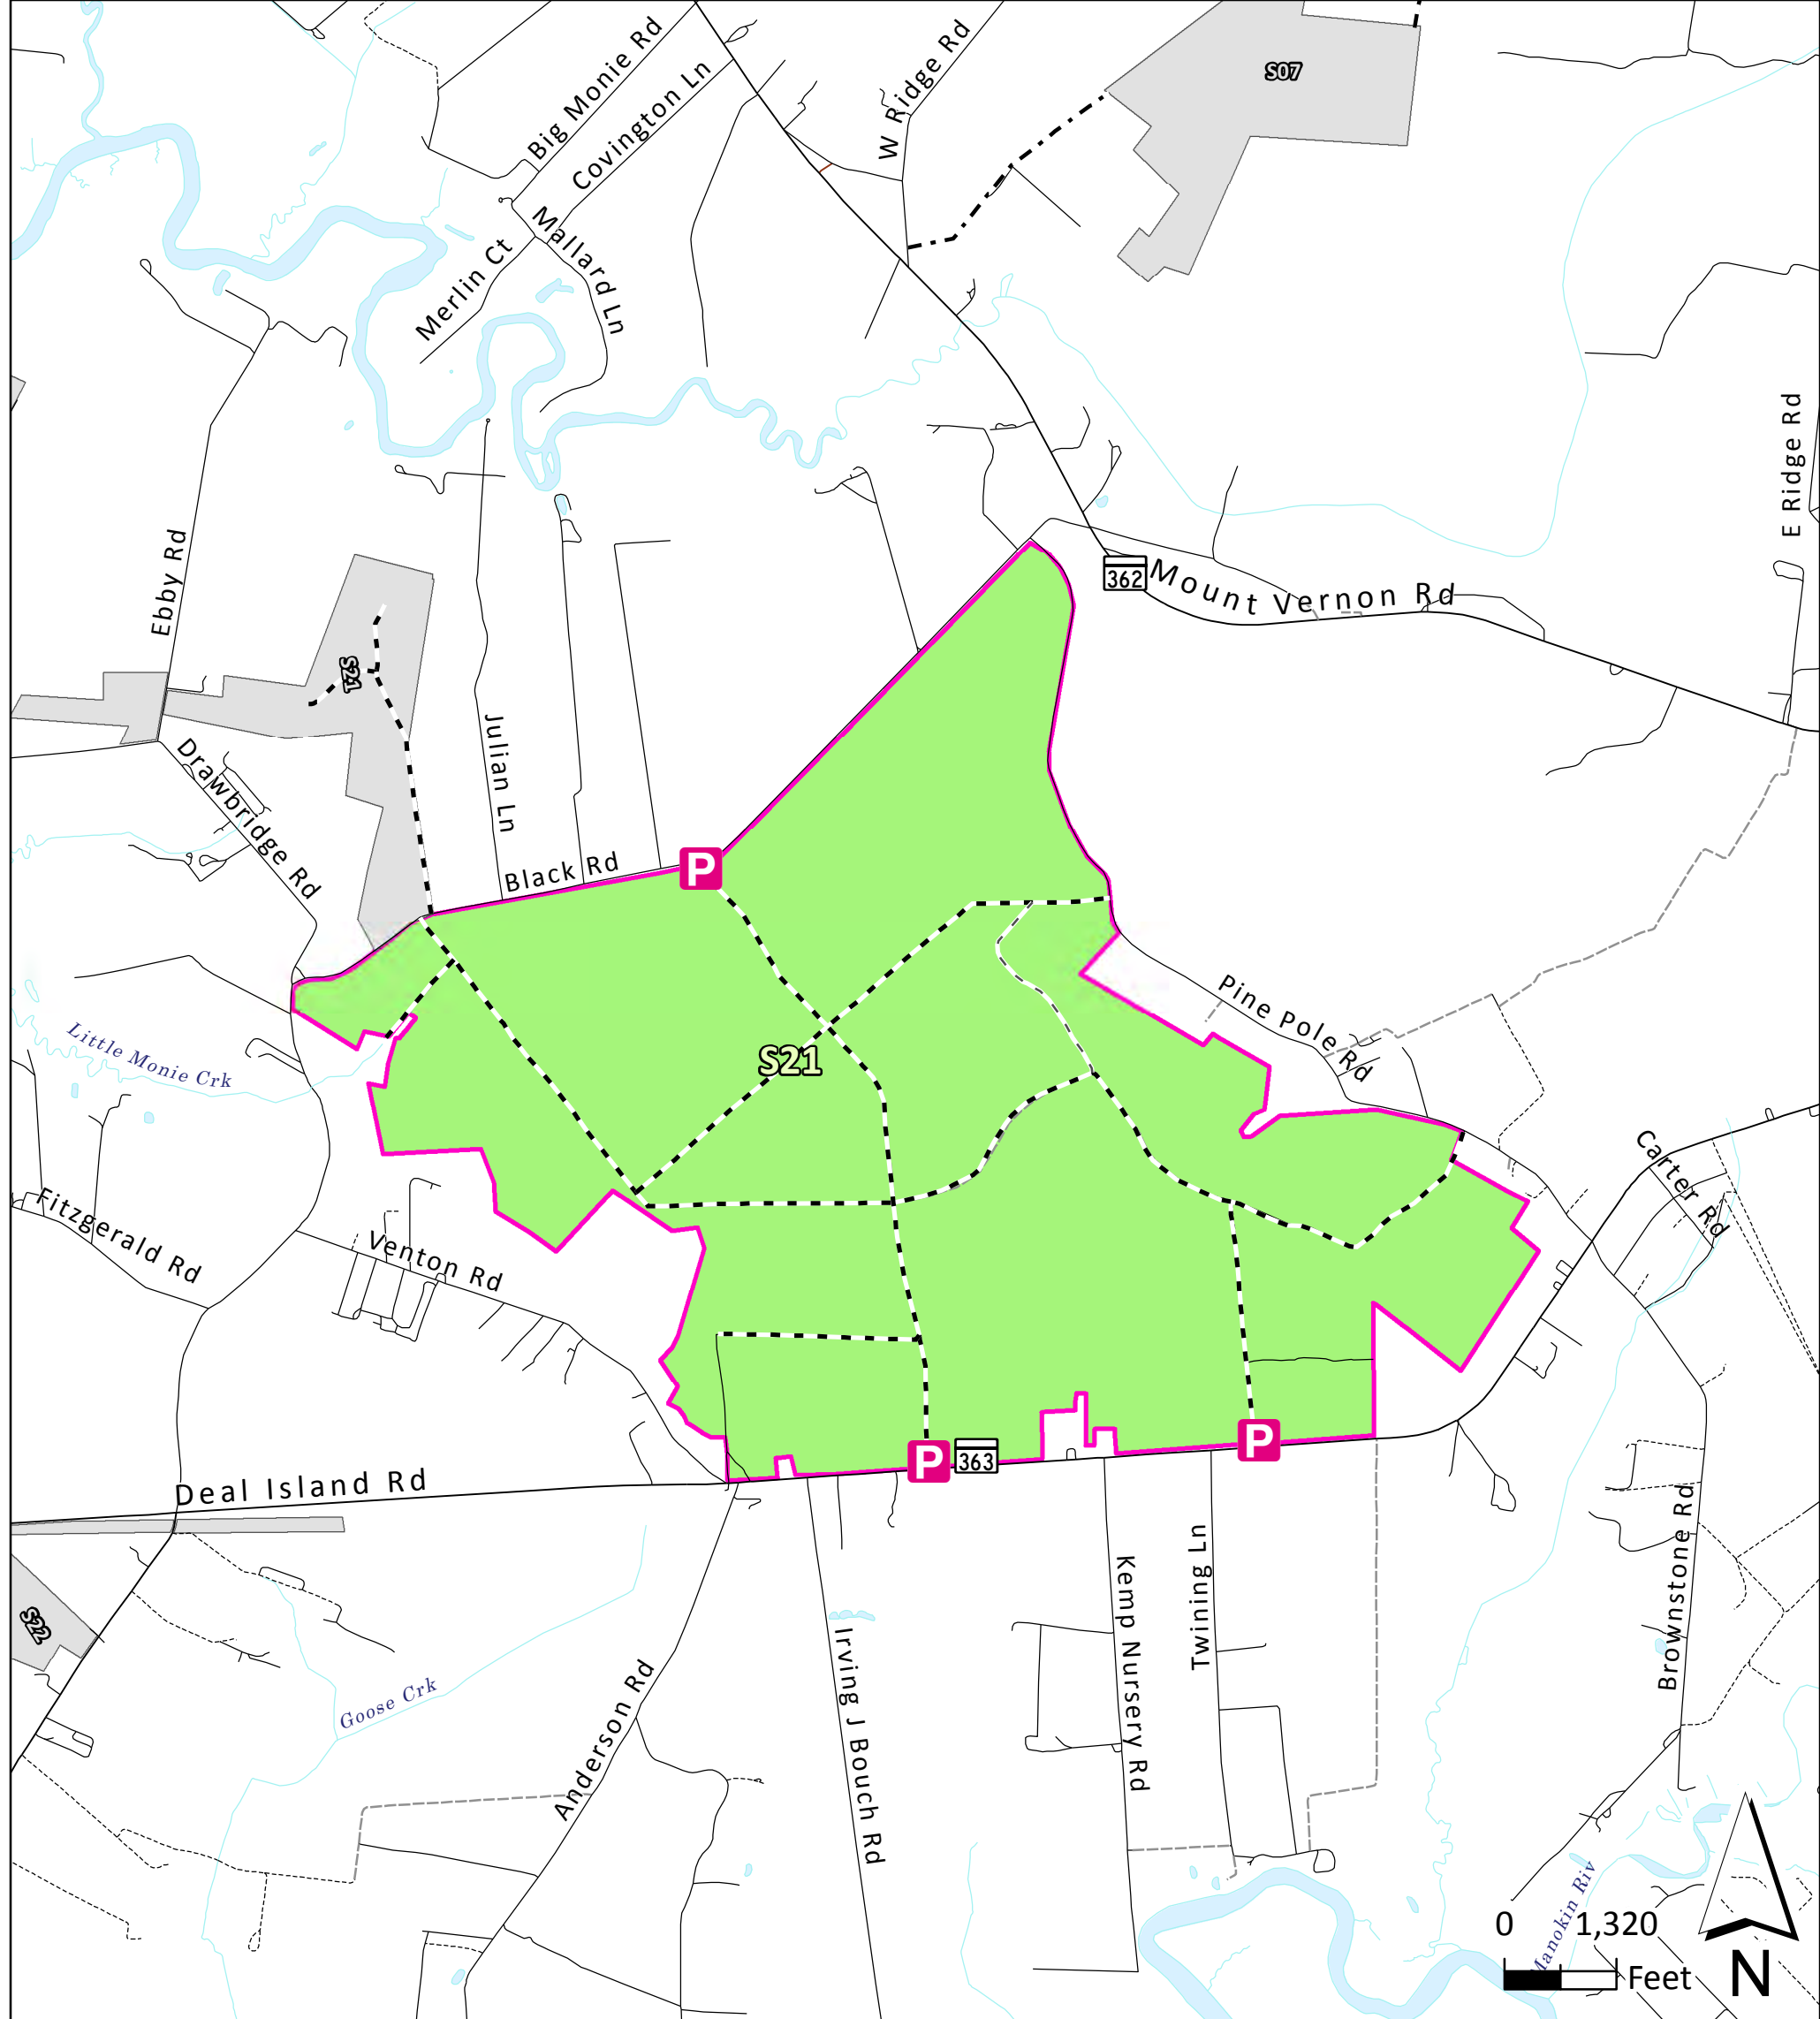 Big Monie Rd
Covington Ln
W Ridge Rd
S07
Mallard Ln
Merlin Ct
E Ridge Rd
Ebby Rd
362
Mount Vernon Rd
S21
Julian Ln
Drawbridge Rd
Black Rd
P
Pine Pole Rd
Little Monie Crk
S21
Carter Rd
Fitzgerald Rd
Venton Rd
P
363
P
Deal Island Rd
Brownstone Rd
Twining Ln
Kemp Nursery Rd
S22
Irving J Bouch Rd
Anderson Rd
Goose Crk
Manokin Riv
0 1,320
Feet
N